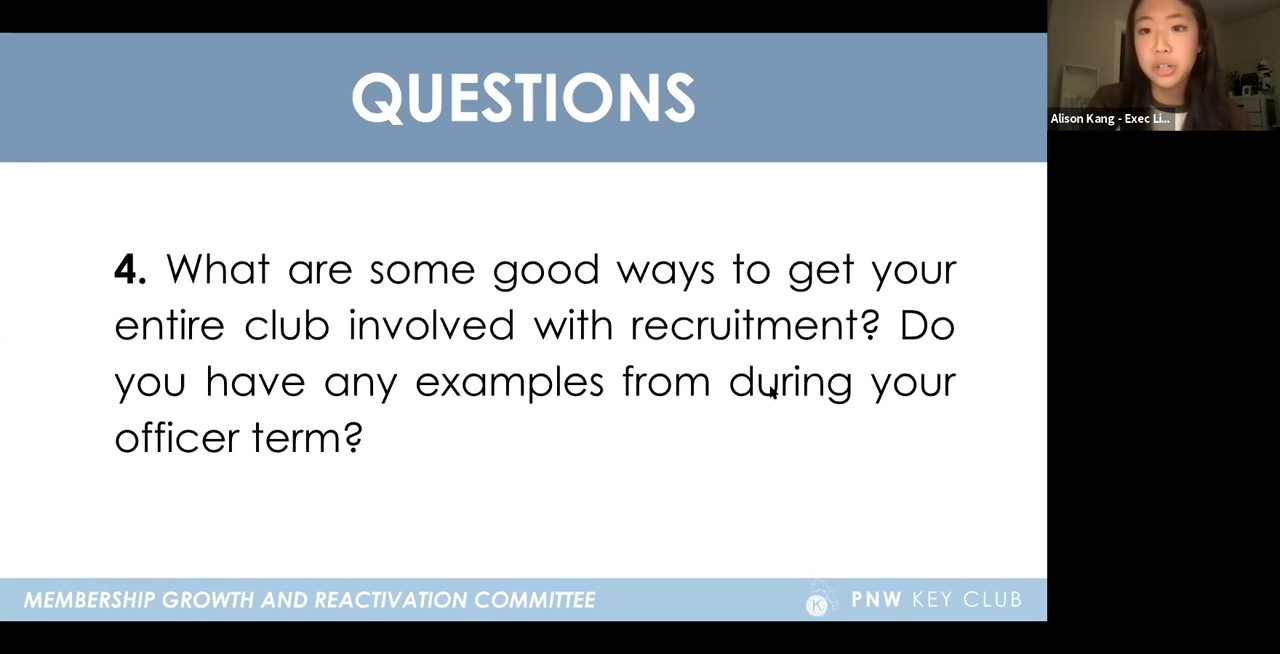 QUESTIONS
Alison Kang - Exec Li...
4. What are some good ways to get your
entire club involved with recruitment? Do
you have any examples from during your
officer term?
MEMBERSHIP GROWTH AND REACTIVATION COMMITTEE
K
PNW KEY CLUB